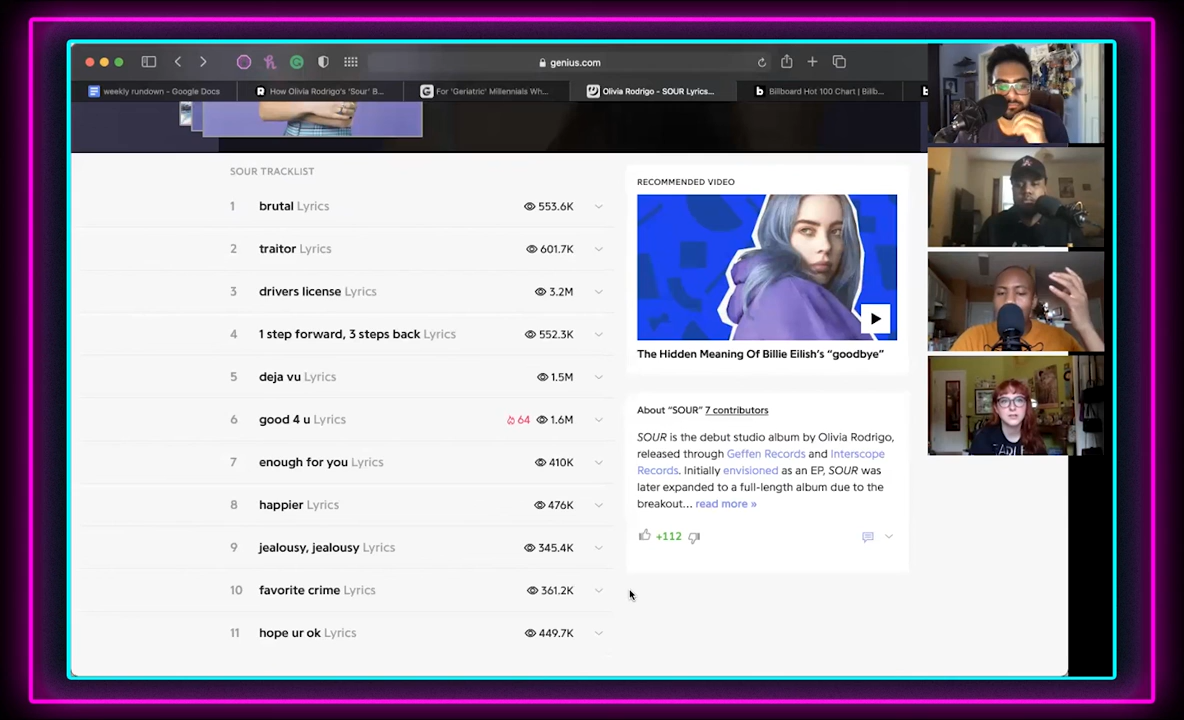 genius.com
weekly rundown - Google Docs
How Olivia Rodrigo's 'Sour' B...
For 'Geriatric' Millennials Wh...
Olivia Rodrigo - SOUR Lyrics...
Billboard Hot 100 Chart | Billb...
SOUR TRACKLIST
1 brutal Lyrics 553.6K
2 traitor Lyrics 601.7K
3 drivers license Lyrics 3.2M
4 1 step forward, 3 steps back Lyrics 552.3K
5 deja vu Lyrics 1.5M
6 good 4 u Lyrics 64 1.6M
7 enough for you Lyrics 410K
8 happier Lyrics 476K
9 jealousy, jealousy Lyrics 345.4K
10 favorite crime Lyrics 361.2K
11 hope ur ok Lyrics 449.7K
RECOMMENDED VIDEO
The Hidden Meaning Of Billie Eilish's “goodbye”
About “SOUR” 7 contributors
SOUR is the debut studio album by Olivia Rodrigo,
released through Geffen Records and Interscope
Records. Initially envisioned as an EP, SOUR was
later expanded to a full-length album due to the
breakout... read more »
+112